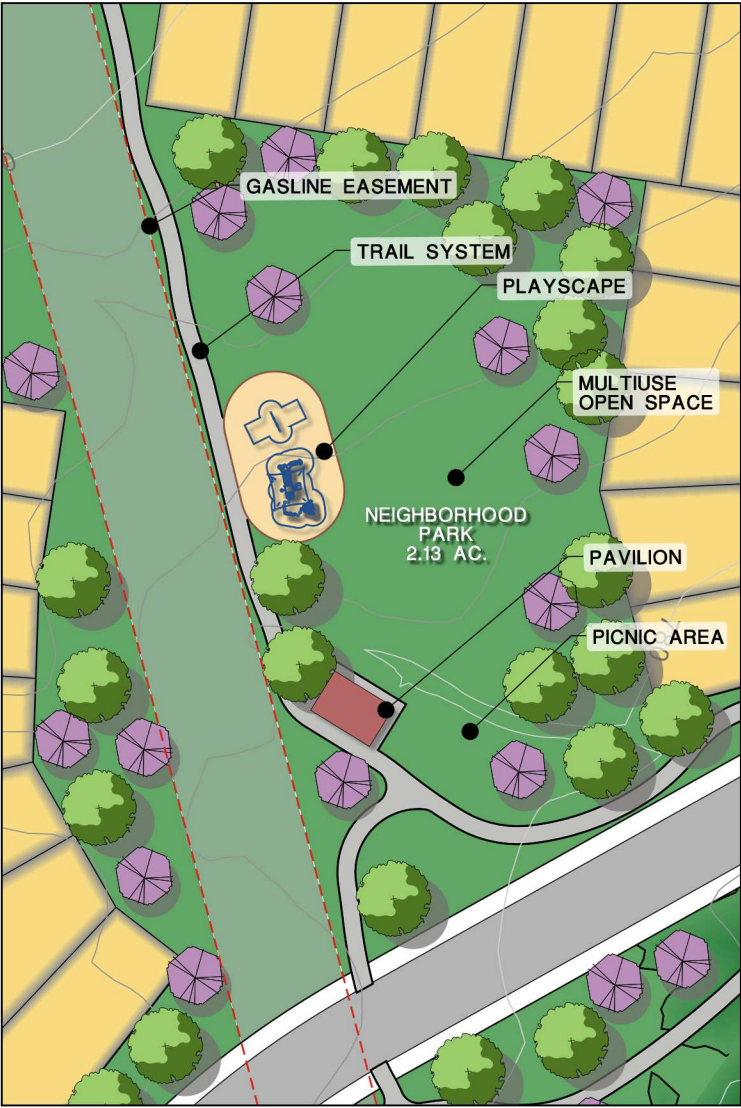 GASLINE EASEMENT
TRAIL SYSTEM
PLAYSCAPE
MULTIUSE
OPEN SPACE
NEIGHBORHOOD
PARK
2.13 AC.
PAVILION
PICNIC AREA